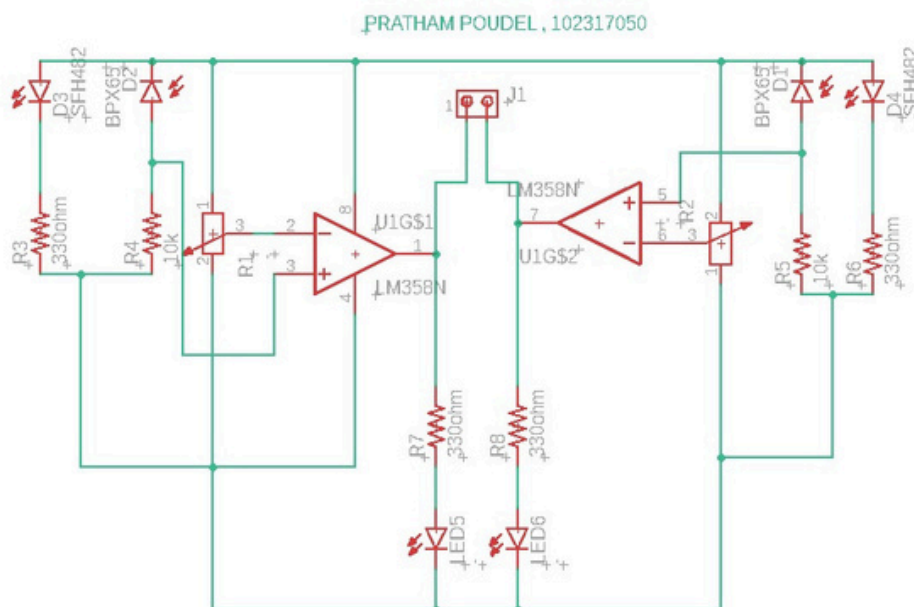 PRATHAM POUDEL , 102317050
D3
SFH482
BPX65
D2
J1
1
BPX65
D1
D4
SFH482
R3
330ohm
R4
10k
1
3
2
R1
2
3
8
4
1
U1G$1
LM358N
LM358N
7
5
6
U1G$2
R2
2
3
1
R5
10k
R6
330ohm
R7
330ohm
R8
330ohm
LED5
LED6